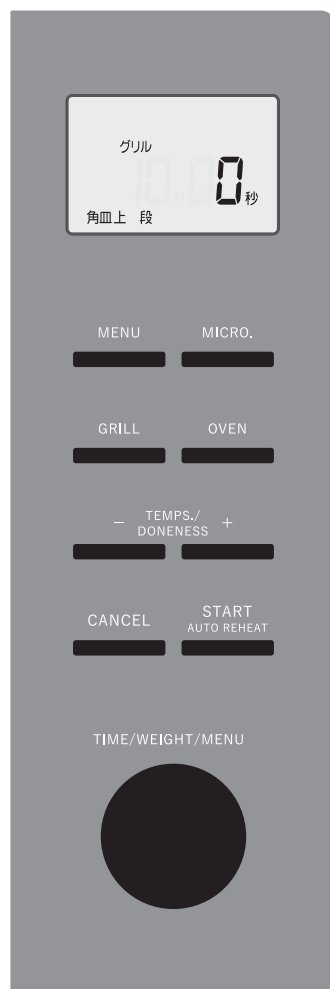 グリル
0秒
角皿上 段
MENU MICRO.
GRILL OVEN
− TEMPS./ +
DONENESS
CANCEL START
AUTO REHEAT
TIME/WEIGHT/MENU